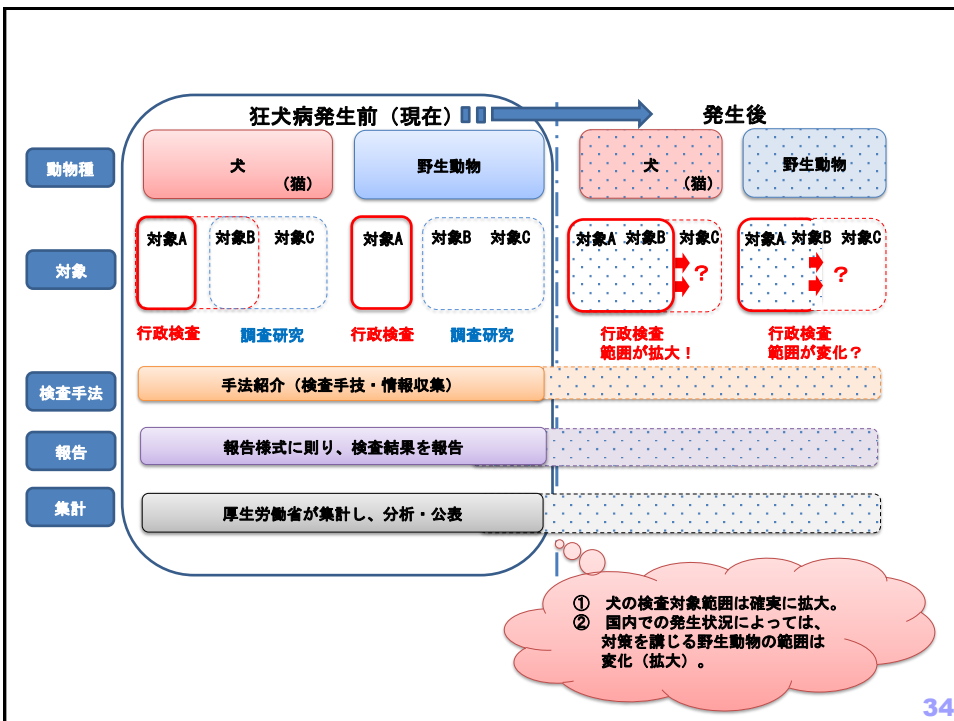 狂犬病発生前（現在）
発生後
動物種
犬
（猫）
野生動物
犬
（猫）
野生動物
対象
対象A
対象B
対象C
対象A
対象B
対象C
対象A
対象B
対象C
？
対象A
対象B
対象C
？
行政検査
調査研究
行政検査
調査研究
行政検査
範囲が拡大！
行政検査
範囲が変化？
検査手法
手法紹介（検査手技・情報収集）
報告
報告様式に則り、検査結果を報告
集計
厚生労働省が集計し、分析・公表
①　犬の検査対象範囲は確実に拡大。
②　国内での発生状況によっては、
対策を講じる野生動物の範囲は
変化（拡大）。
34